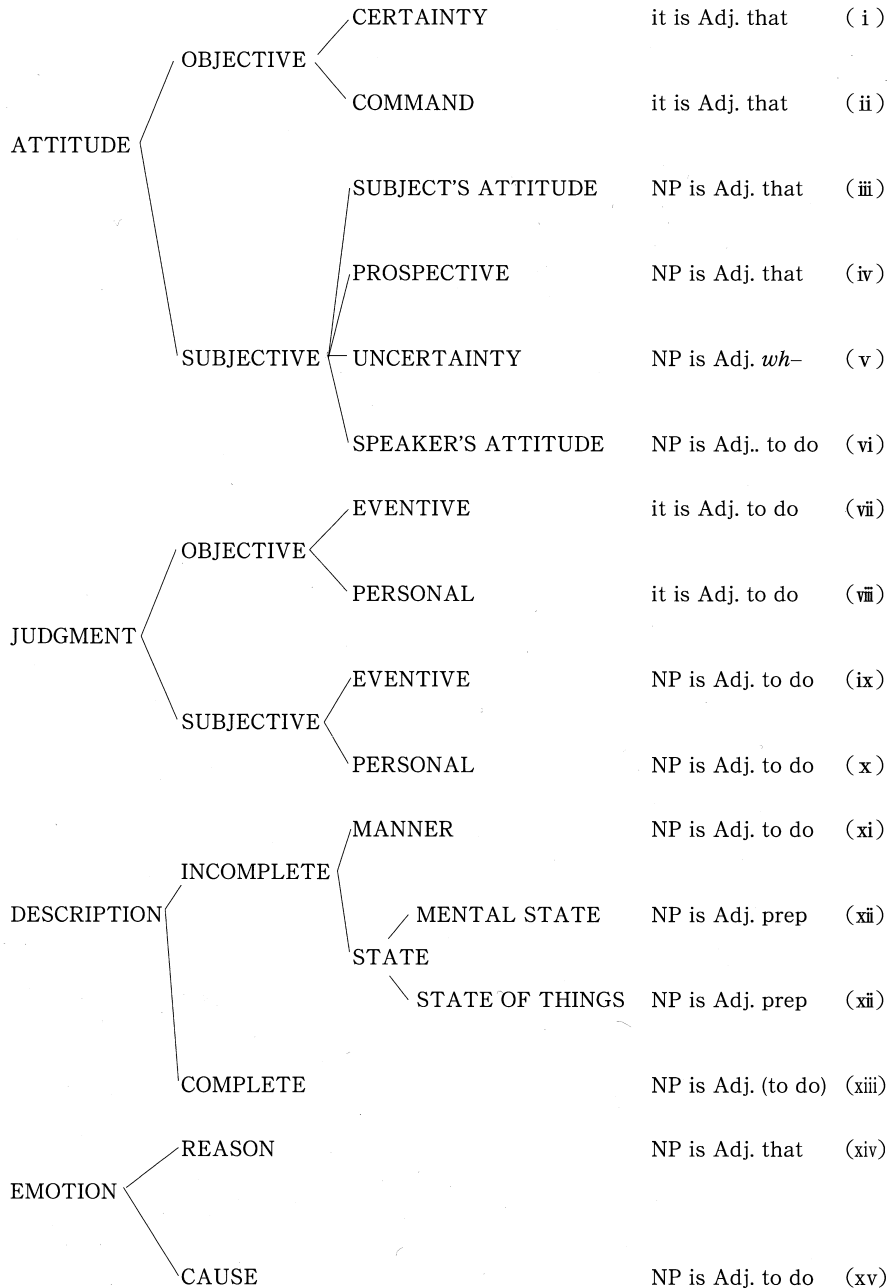 CERTAINTY it is Adj. that (i)
OBJECTIVE
COMMAND it is Adj. that (ii)
ATTITUDE
SUBJECT'S ATTITUDE NP is Adj. that (iii)
PROSPECTIVE NP is Adj. that (iv)
SUBJECTIVE UNCERTAINTY NP is Adj. wh– (v)
SPEAKER'S ATTITUDE NP is Adj.. to do (vi)
EVENTIVE it is Adj. to do (vii)
OBJECTIVE
PERSONAL it is Adj. to do (viii)
JUDGMENT
EVENTIVE NP is Adj. to do (ix)
SUBJECTIVE
PERSONAL NP is Adj. to do (x)
MANNER NP is Adj. to do (xi)
INCOMPLETE
DESCRIPTION MENTAL STATE NP is Adj. prep (xii)
STATE
STATE OF THINGS NP is Adj. prep (xii)
COMPLETE NP is Adj. (to do) (xiii)
REASON NP is Adj. that (xiv)
EMOTION
CAUSE NP is Adj. to do (xv)